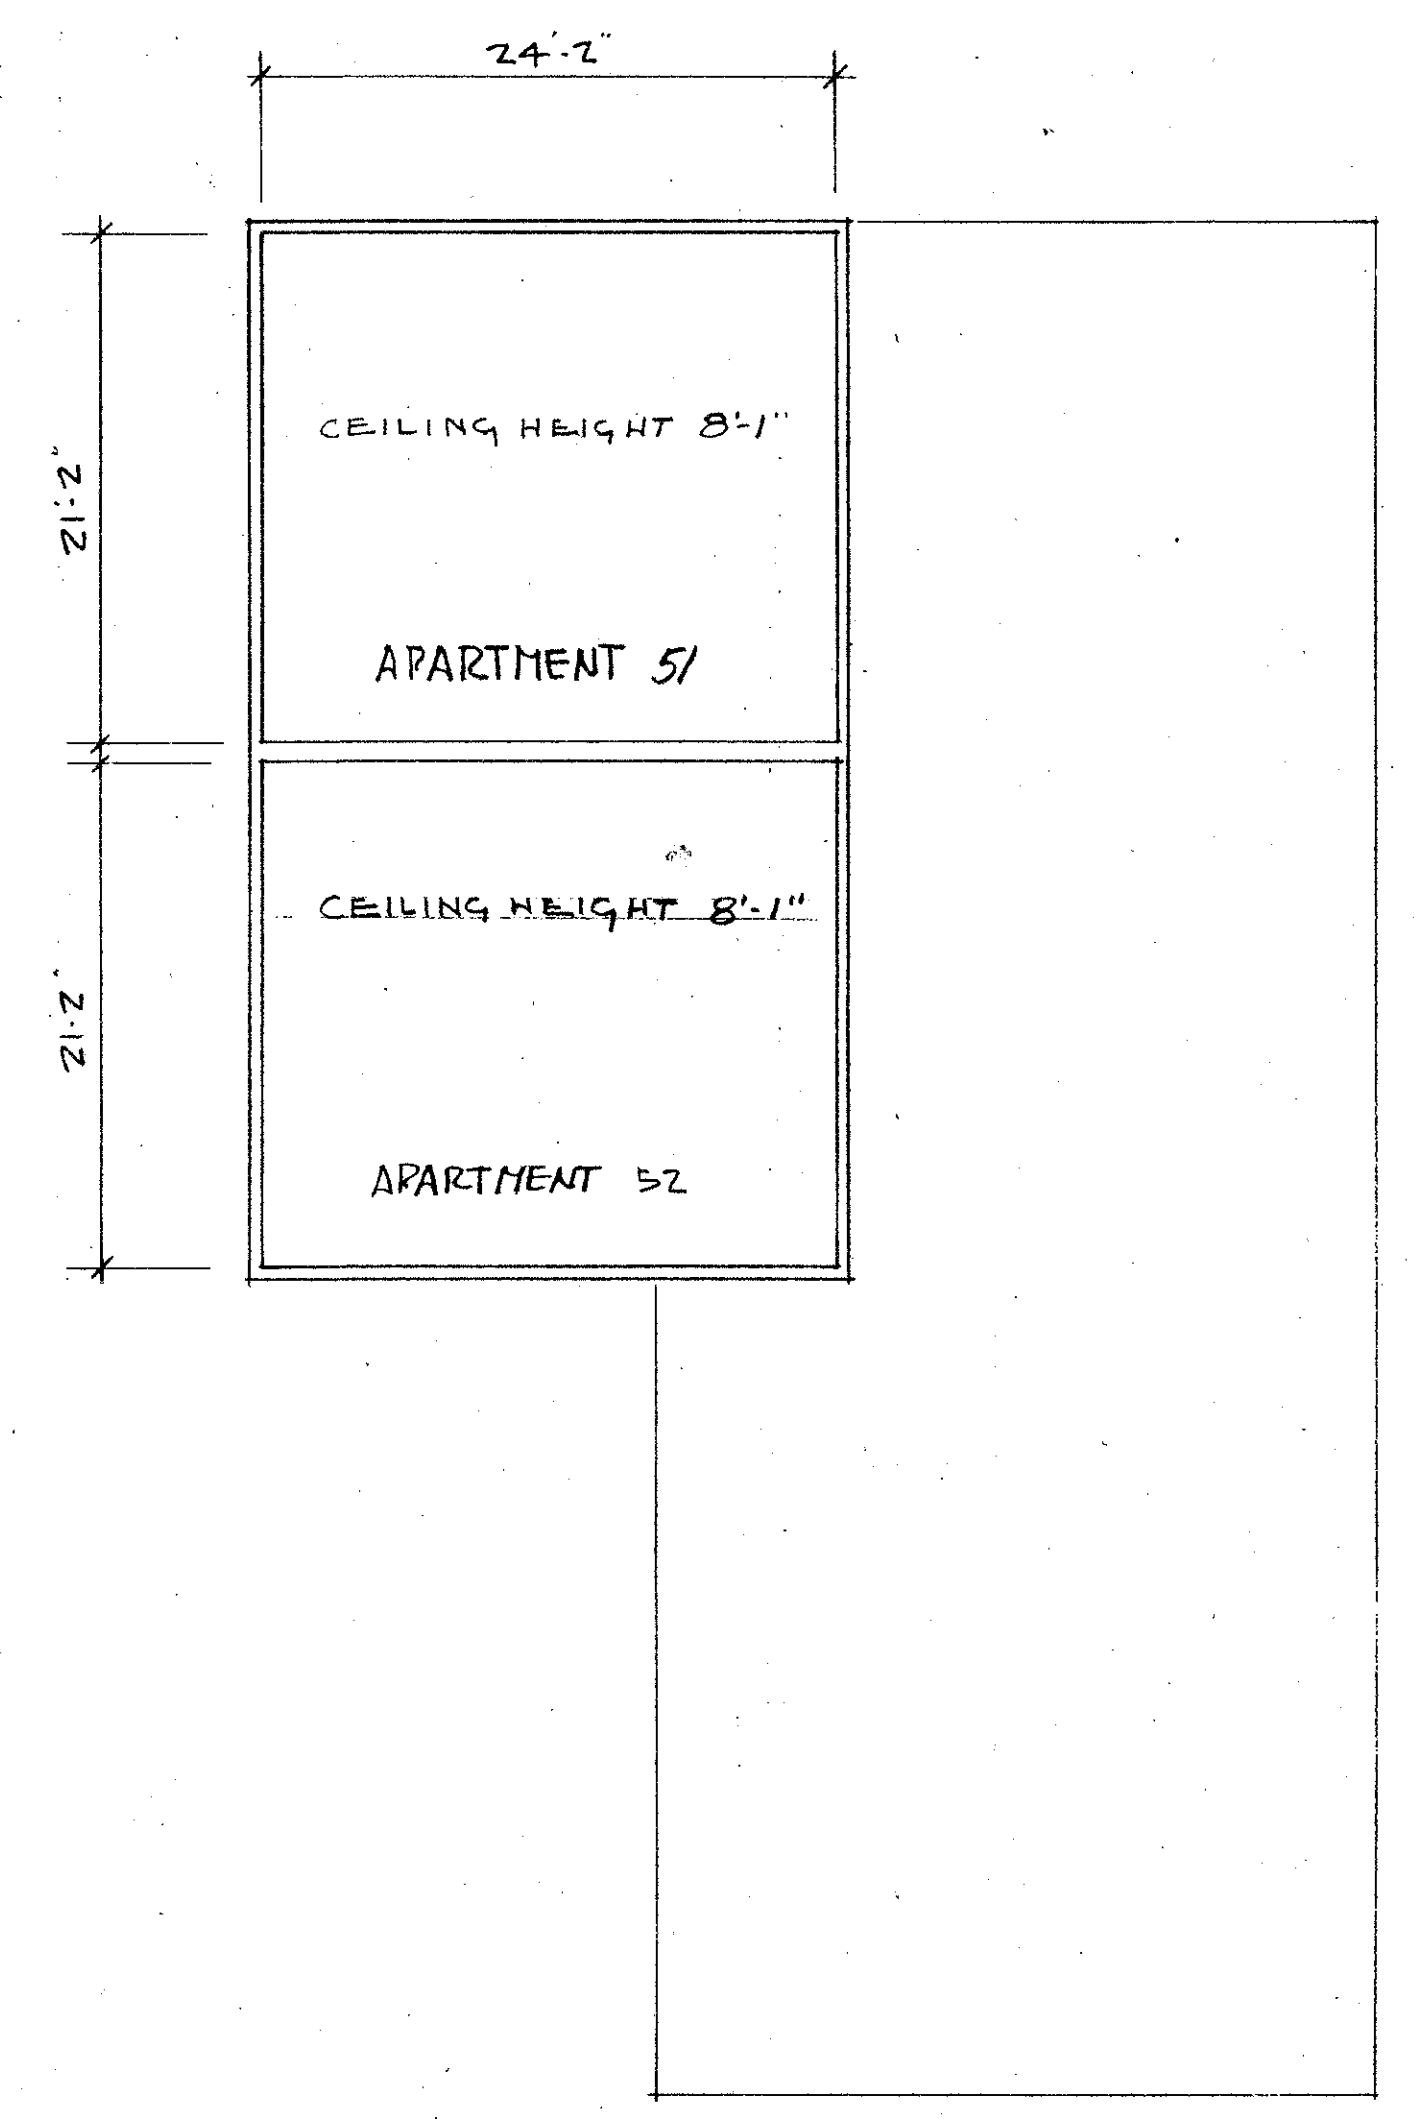 24'-2"
21'-2"
CEILING HEIGHT 8'-1"
APARTMENT 51
21-2"
CEILING HEIGHT 8'-1"
APARTMENT 52